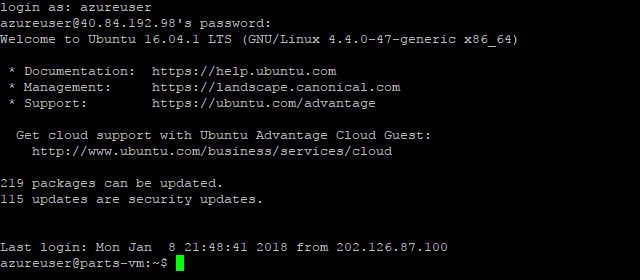 login as: azureuser
azureuser@40.84.192.98's password:
Welcome to Ubuntu 16.04.1 LTS (GNU/Linux 4.4.0-47-generic x86_64)
* Documentation:  https://help.ubuntu.com
* Management:     https://landscape.canonical.com
* Support:        https://ubuntu.com/advantage
Get cloud support with Ubuntu Advantage Cloud Guest:
http://www.ubuntu.com/business/services/cloud
219 packages can be updated.
115 updates are security updates.
Last login: Mon Jan  8 21:48:41 2018 from 202.126.87.100
azureuser@parts-vm:~$